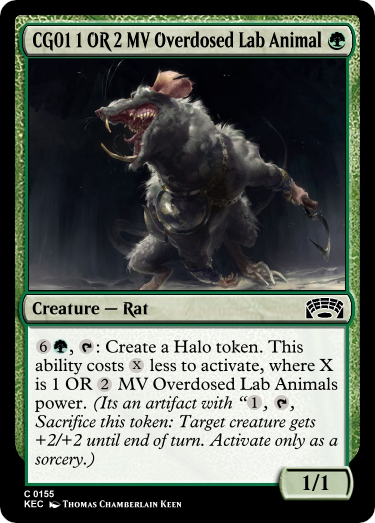 CG01 1 OR 2 MV Overdosed Lab Animal
Creature — Rat
6, : Create a Halo token. This
ability costs X less to activate, where X
is 1 OR 2 MV Overdosed Lab Animals
power. (Its an artifact with “1, ,
Sacrifice this token: Target creature gets
+2/+2 until end of turn. Activate only as a
sorcery.)
1/1
C 0155
KEC Thomas Chamberlain Keen